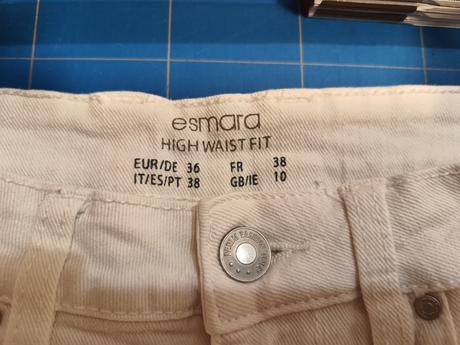 esmara
HIGH WAIST FIT
EUR/DE 36 FR 38
IT/ES/PT 38 GB/IE 10